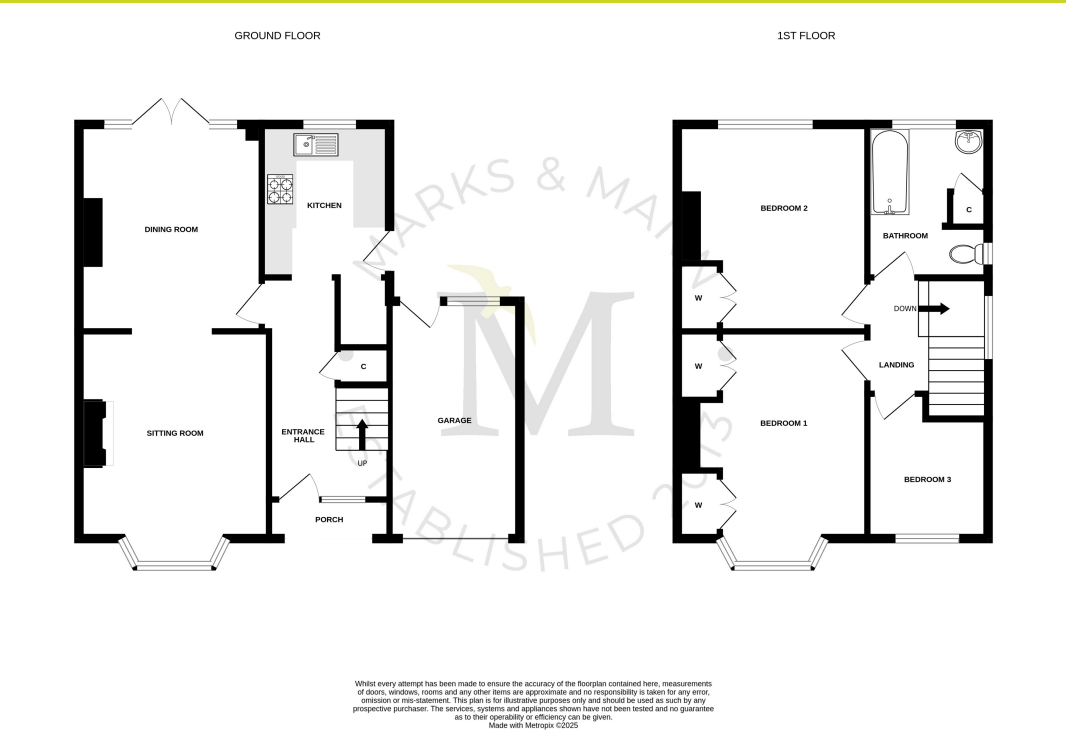 GROUND FLOOR
1ST FLOOR
DINING ROOM
KITCHEN
SITTING ROOM
ENTRANCE
HALL
C
UP
PORCH
GARAGE
BEDROOM 2
BATHROOM
C
W
DOWN
LANDING
W
BEDROOM 1
W
BEDROOM 3
MARKS & MANN
M
ESTABLISHED 2013
Whilst every attempt has been made to ensure the accuracy of the floorplan contained here, measurements
of doors, windows, rooms and any other items are approximate and no responsibility is taken for any error,
omission or mis-statement. This plan is for illustrative purposes only and should be used as such by any
prospective purchaser. The services, systems and appliances shown have not been tested and no guarantee
as to their operability or efficiency can be given.
Made with Metropix ©2025